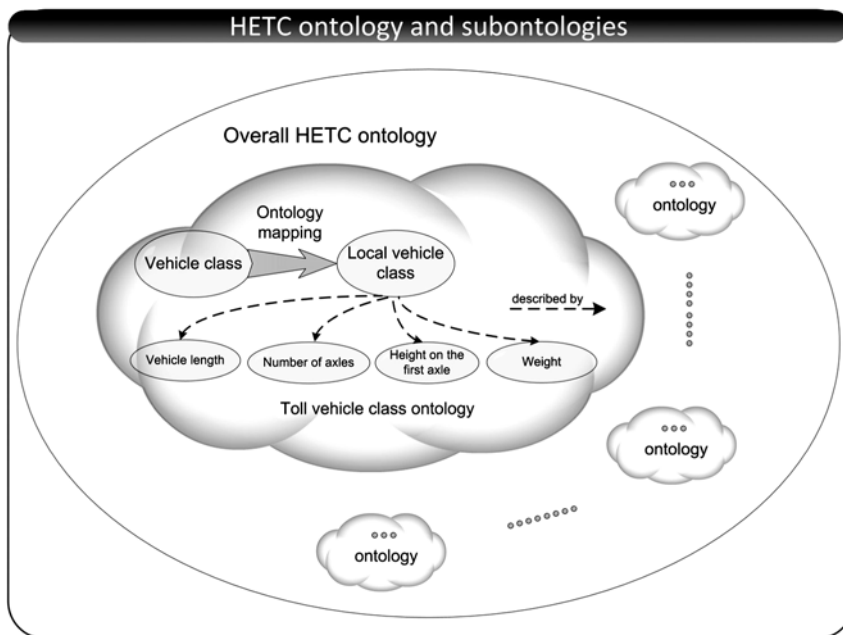 HETC ontology and subontologies
Overall HETC ontology
ontology
Ontology
mapping
Vehicle class
Local vehicle
class
described by
Vehicle length
Number of axles
Height on the
first axle
Weight
Toll vehicle class ontology
ontology
ontology